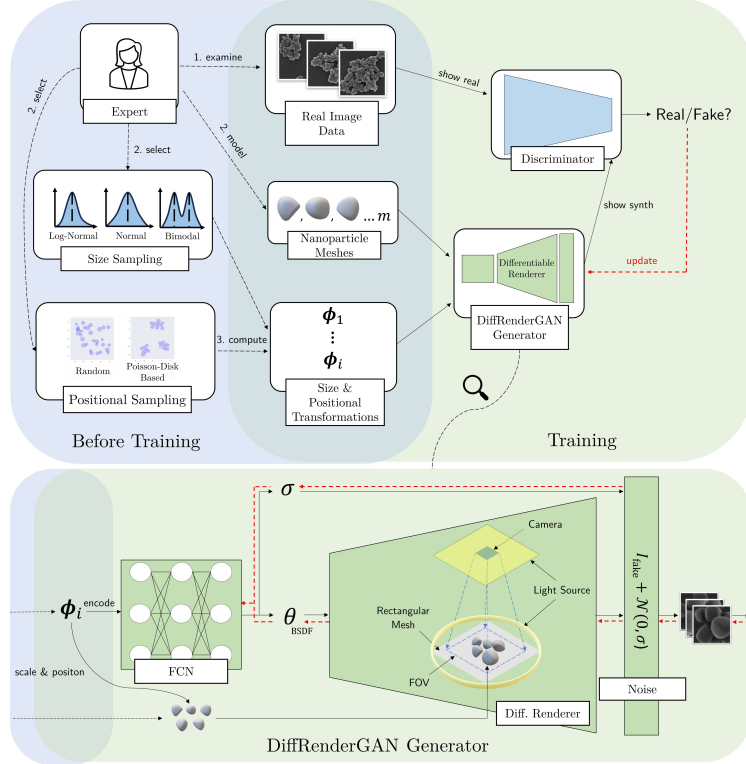 1. examine
show real
Real/Fake?
2. select
Expert
Real Image
Data
2. select
2. model
Discriminator
show synth
Log-Normal
Normal
Bimodal
Size Sampling
, , ... m
Nanoparticle
Meshes
Differentiable
Renderer
update
DiffRenderGAN
Generator
Random
Poisson-Disk
Based
Positional Sampling
3. compute
ϕ1
⋮
ϕi
Size &
Positional
Transformations
Before Training
Training
σ
Camera
Light Source
ϕi
encode
θ
BSDF
Rectangular
Mesh
FOV
Ifake + N(0,σ)
FCN
scale & positon
Noise
Diff. Renderer
DiffRenderGAN Generator